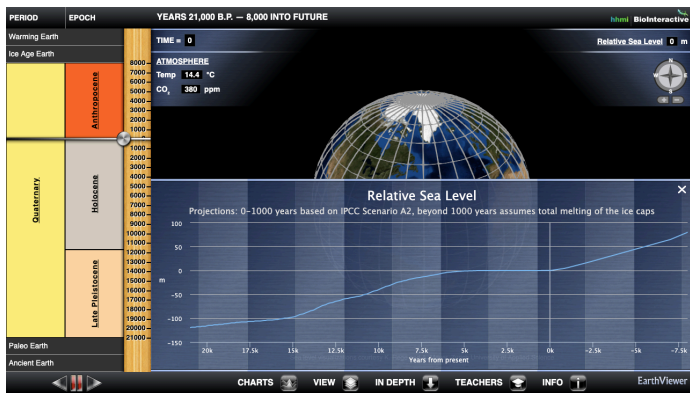 PERIOD EPOCH YEARS 21,000 B.P. — 8,000 INTO FUTURE hhmi BioInteractive
Warming Earth
Ice Age Earth
TIME = 0 Relative Sea Level 0 m
ATMOSPHERE
Temp 14.4 °C
CO₂ 380 ppm
N
W E
S
8000
7000
6000
5000
4000
3000
2000
1000
0
1000
2000
3000
4000
5000
6000
7000
8000
9000
10000
11000
12000
13000
14000
15000
16000
17000
18000
19000
20000
21000
Quaternary
Anthropocene
Holocene
Late Pleistocene
Relative Sea Level
Projections: 0-1000 years based on IPCC Scenario A2, beyond 1000 years assumes total melting of the ice caps
100
50
0
-50
-100
-150
m
20k 17.5k 15k 12.5k 10k 7.5k 5k 2.5k 0k -2.5k -5k -7.5k
Years from present
Paleo Earth
Ancient Earth
CHARTS VIEW IN DEPTH TEACHERS INFO i EarthViewer